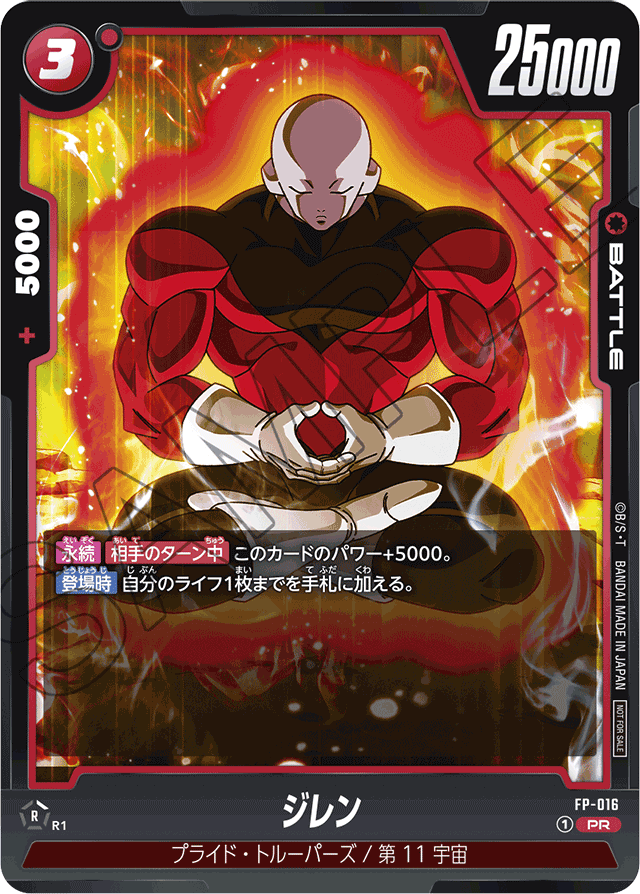 3
25000
+ 5000
BATTLE
SAMPLE
永続 相手のターン中 このカードのパワー+5000。
登場時 自分のライフ1枚までを手札に加える。
©B/S・T BANDAI MADE IN JAPAN
NOT FOR SALE
ジレン
FP-016
R R1
1 PR
プライド・トルーパーズ / 第 11 宇宙